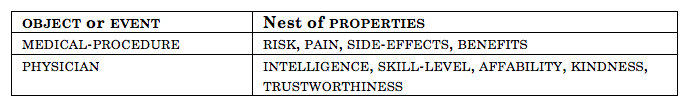 OBJECT or EVENT Nest of PROPERTIES
MEDICAL-PROCEDURE RISK, PAIN, SIDE-EFFECTS, BENEFITS
PHYSICIAN INTELLIGENCE, SKILL-LEVEL, AFFABILITY, KINDNESS,
TRUSTWORTHINESS